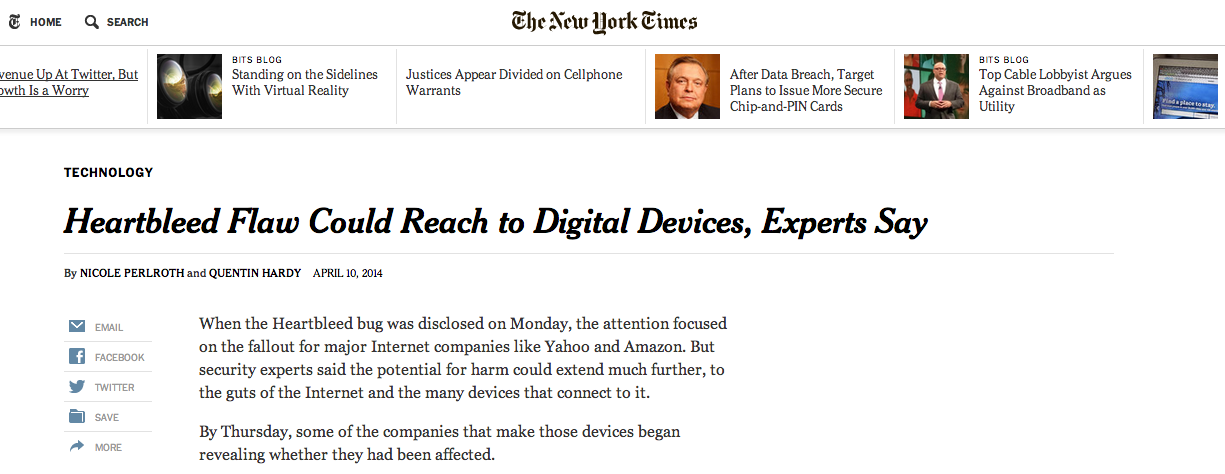 HOME
SEARCH
The New York Times
venue Up At Twitter, But
owth Is a Worry
BITS BLOG
Standing on the Sidelines
With Virtual Reality
Justices Appear Divided on Cellphone
Warrants
After Data Breach, Target
Plans to Issue More Secure
Chip-and-PIN Cards
BITS BLOG
Top Cable Lobbyist Argues
Against Broadband as
Utility
Find a place to stay.
TECHNOLOGY
Heartbleed Flaw Could Reach to Digital Devices, Experts Say
By NICOLE PERLROTH and QUENTIN HARDY APRIL 10, 2014
EMAIL
FACEBOOK
TWITTER
SAVE
MORE
When the Heartbleed bug was disclosed on Monday, the attention focused
on the fallout for major Internet companies like Yahoo and Amazon. But
security experts said the potential for harm could extend much further, to
the guts of the Internet and the many devices that connect to it.
By Thursday, some of the companies that make those devices began
revealing whether they had been affected.